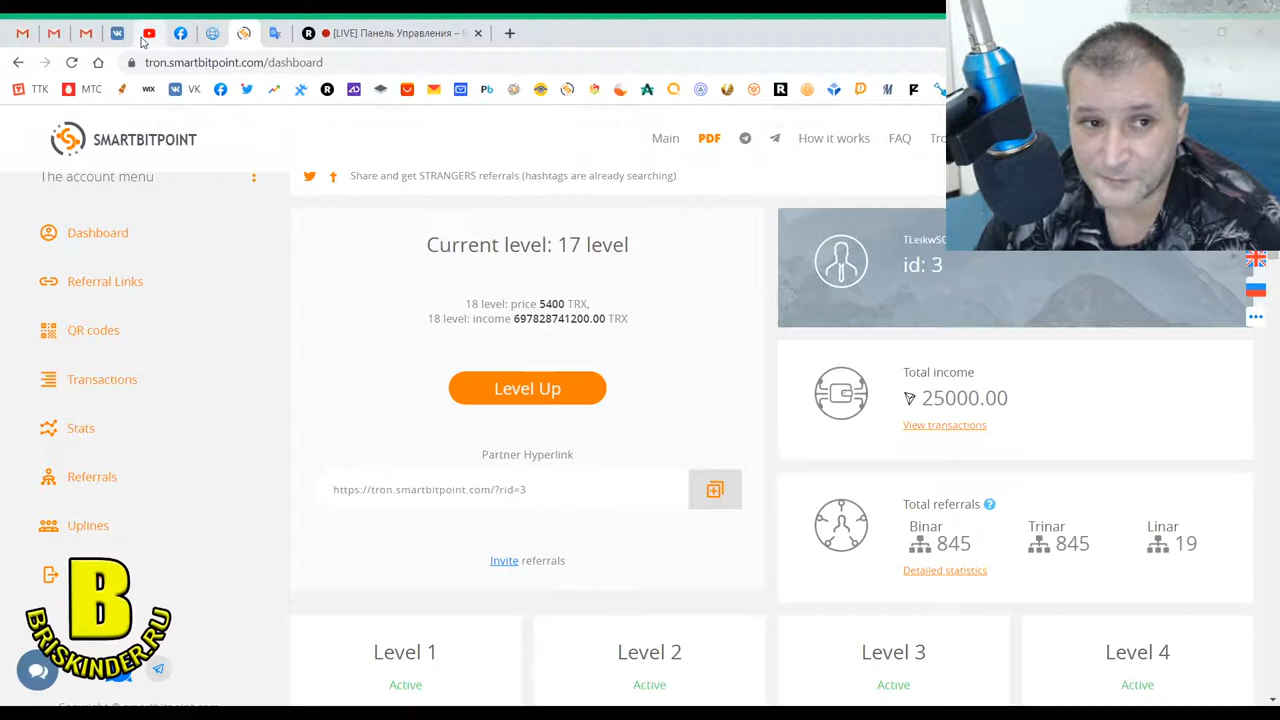 [LIVE] Панель Управления –
tron.smartbitpoint.com/dashboard
ТТК
МТС
WIX
VK
Pb
SMARTBITPOINT
Main
PDF
How it works
FAQ
The account menu
Share and get STRANGERS referrals (hashtags are already searching)
Dashboard
Referral Links
QR codes
Transactions
Stats
Referrals
Uplines
Current level: 17 level
18 level: price 5400 TRX,
18 level: income 697828741200.00 TRX
Level Up
Partner Hyperlink
https://tron.smartbitpoint.com/?rid=3
Invite referrals
id: 3
Total income
25000.00
View transactions
Total referrals
Binar Trinar Linar
845 845 19
Detailed statistics
Level 1
Active
Level 2
Active
Level 3
Active
Level 4
Active
B
BRISKINDER.RU